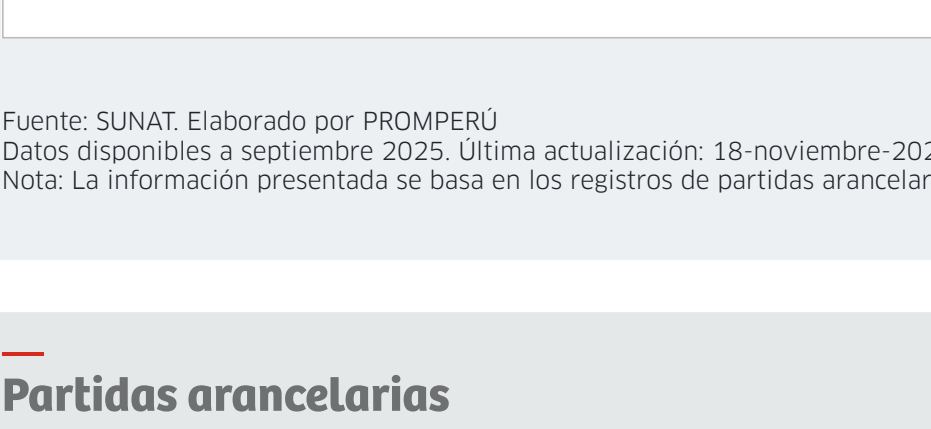 Fuente: SUNAT. Elaborado por PROMPERÚ
Datos disponibles a septiembre 2025. Última actualización: 18-noviembre-202
Nota: La información presentada se basa en los registros de partidas arancelar
Partidas arancelarias